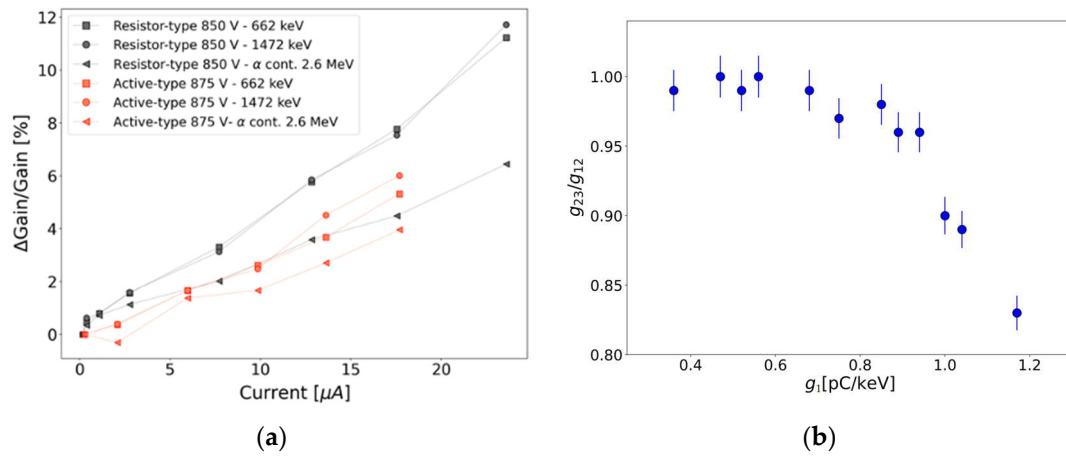 12
10
8
6
4
2
0
ΔGain/Gain [%]
Resistor-type 850 V - 662 keV
Resistor-type 850 V - 1472 keV
Resistor-type 850 V - α cont. 2.6 MeV
Active-type 875 V - 662 keV
Active-type 875 V - 1472 keV
Active-type 875 V- α cont. 2.6 MeV
0 5 10 15 20
Current [μA]
(a)
1.00
0.95
0.90
0.85
0.80
g₂₃/g₁₂
0.4 0.6 0.8 1.0 1.2
g₁[pC/keV]
(b)